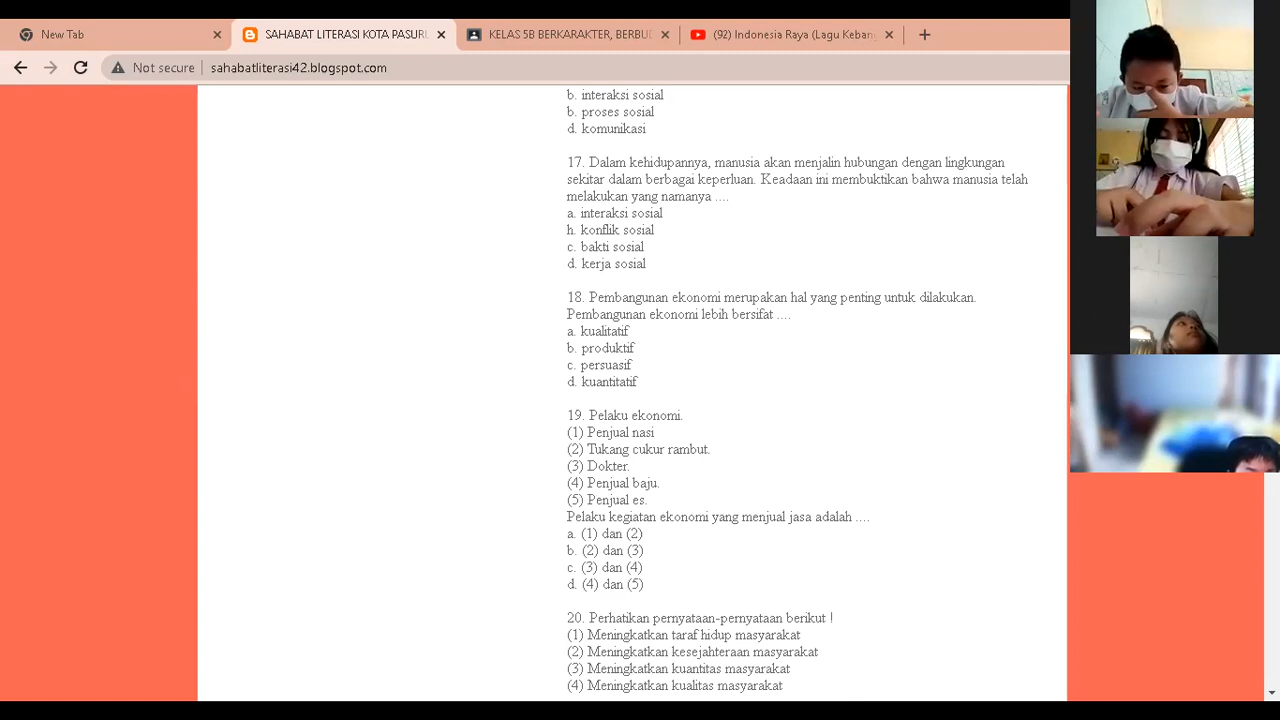 New Tab
SAHABAT LITERASI KOTA PASURU
KELAS 5B BERKARAKTER, BERBUD
(92) Indonesia Raya (Lagu Kebang
Not secure
sahabatliterasi42.blogspot.com
b. interaksi sosial
b. proses sosial
d. komunikasi
17. Dalam kehidupannya, manusia akan menjalin hubungan dengan lingkungan
sekitar dalam berbagai keperluan. Keadaan ini membuktikan bahwa manusia telah
melakukan yang namanya ....
a. interaksi sosial
h. konflik sosial
c. bakti sosial
d. kerja sosial
18. Pembangunan ekonomi merupakan hal yang penting untuk dilakukan.
Pembangunan ekonomi lebih bersifat ....
a. kualitatif
b. produktif
c. persuasif
d. kuantitatif
19. Pelaku ekonomi.
(1) Penjual nasi
(2) Tukang cukur rambut.
(3) Dokter.
(4) Penjual baju.
(5) Penjual es.
Pelaku kegiatan ekonomi yang menjual jasa adalah ....
a. (1) dan (2)
b. (2) dan (3)
c. (3) dan (4)
d. (4) dan (5)
20. Perhatikan pernyataan-pernyataan berikut !
(1) Meningkatkan taraf hidup masyarakat
(2) Meningkatkan kesejahteraan masyarakat
(3) Meningkatkan kuantitas masyarakat
(4) Meningkatkan kualitas masyarakat